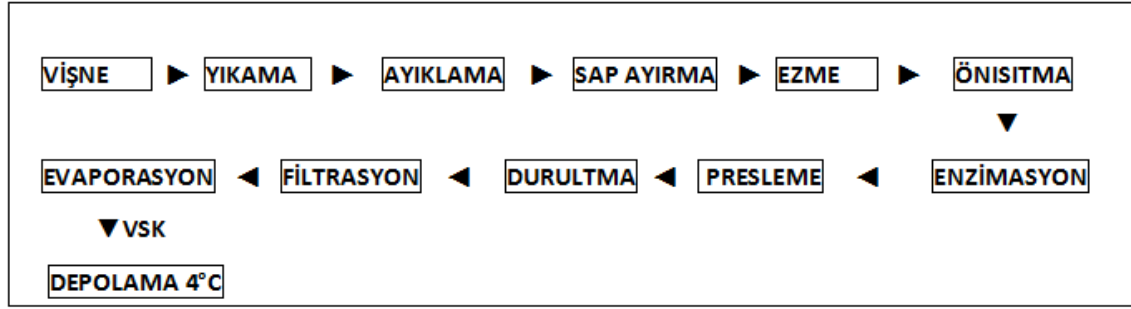 VİŞNE ► YIKAMA ► AYIKLAMA ► SAP AYIRMA ► EZME ► ÖNISITMA
▼
EVAPORASYON ◄ FİLTRASYON ◄ DURULTMA ◄ PRESLEME ◄ ENZİMASYON
▼ VSK
DEPOLAMA 4°C